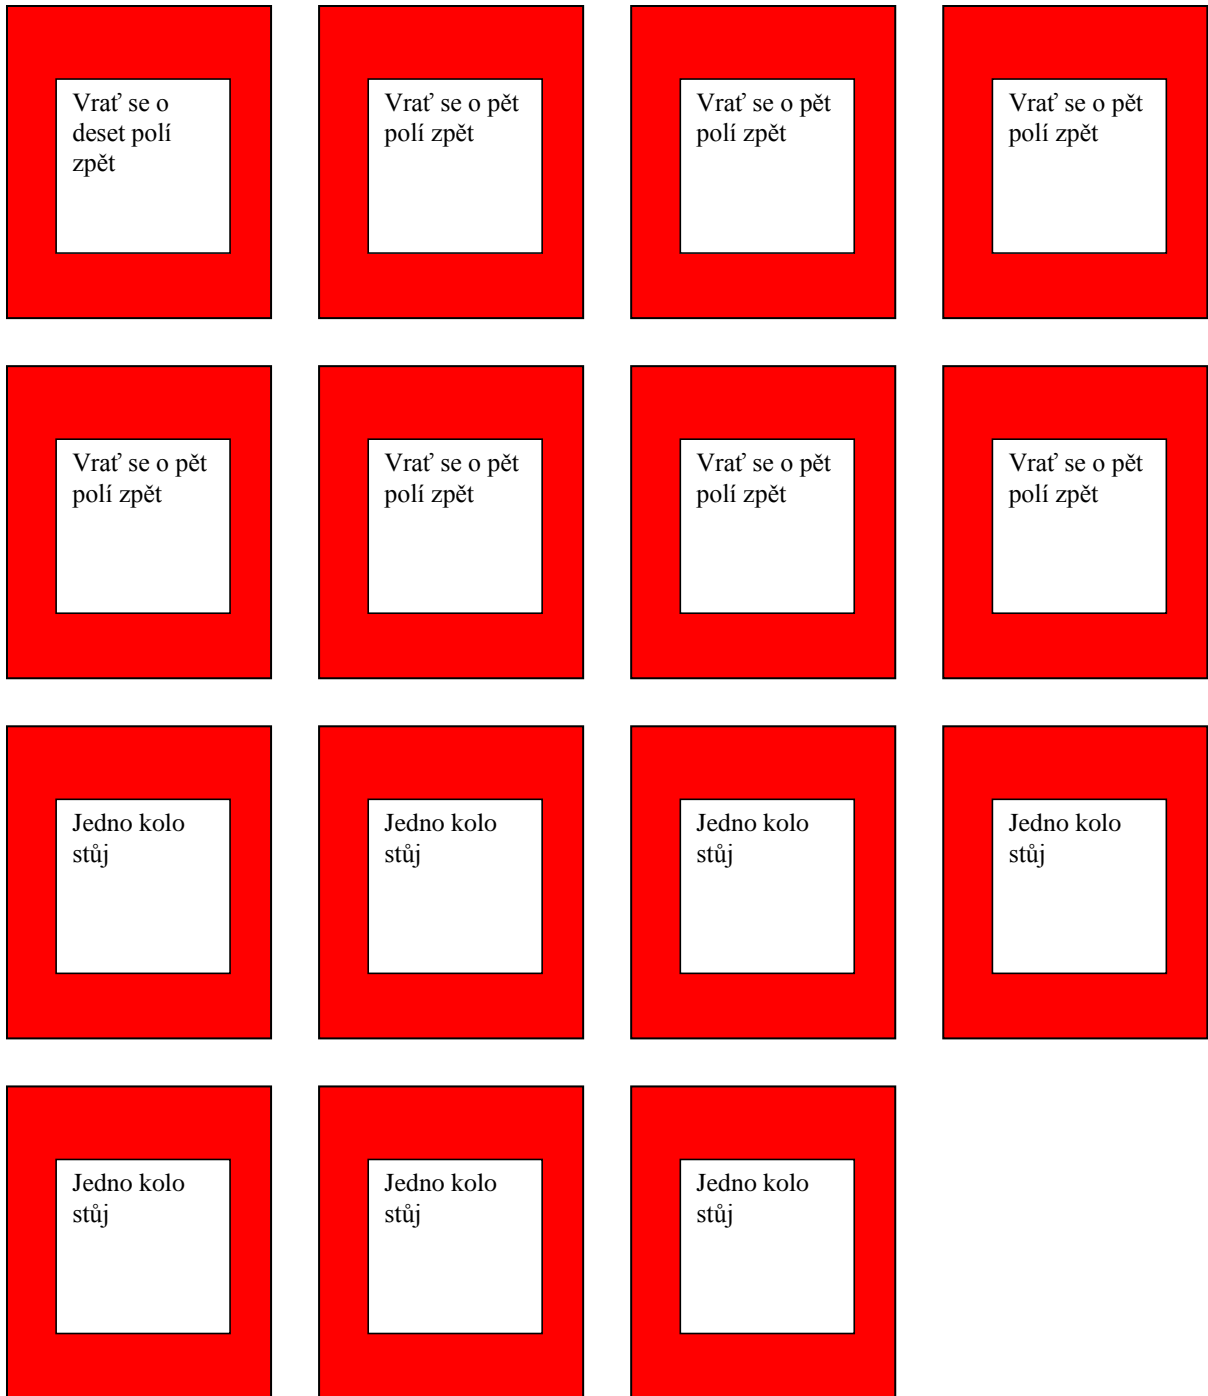 Vrať se o
deset polí
zpět
Vrať se o pět
polí zpět
Vrať se o pět
polí zpět
Vrať se o pět
polí zpět
Vrať se o pět
polí zpět
Vrať se o pět
polí zpět
Vrať se o pět
polí zpět
Vrať se o pět
polí zpět
Jedno kolo
stůj
Jedno kolo
stůj
Jedno kolo
stůj
Jedno kolo
stůj
Jedno kolo
stůj
Jedno kolo
stůj
Jedno kolo
stůj